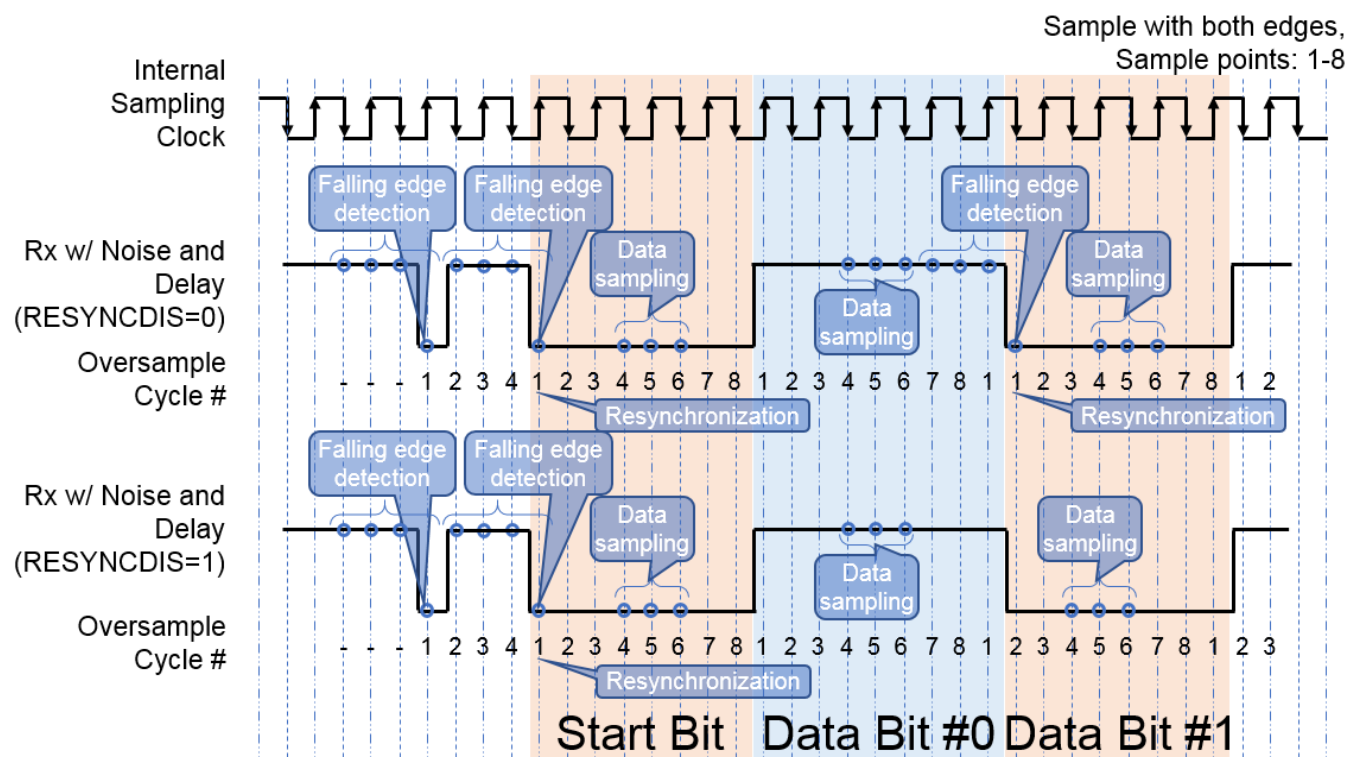 Sample with both edges,
Sample points: 1-8
Internal
Sampling
Clock
Falling edge
detection
Falling edge
detection
Falling edge
detection
Rx w/ Noise and
Delay
(RESYNCDIS=0)
Data
sampling
Data
sampling
Data
sampling
Oversample
Cycle #
- - - 1 2 3 4 1 2 3 4 5 6 7 8 1 2 3 4 5 6 7 8 1 1 2 3 4 5 6 7 8 1 2
Resynchronization
Resynchronization
Falling edge
detection
Falling edge
detection
Rx w/ Noise and
Delay
(RESYNCDIS=1)
Data
sampling
Data
sampling
Data
sampling
Oversample
Cycle #
- - - 1 2 3 4 1 2 3 4 5 6 7 8 1 2 3 4 5 6 7 8 1 2 3 4 5 6 7 8 1 2 3
Resynchronization
Start Bit Data Bit #0 Data Bit #1